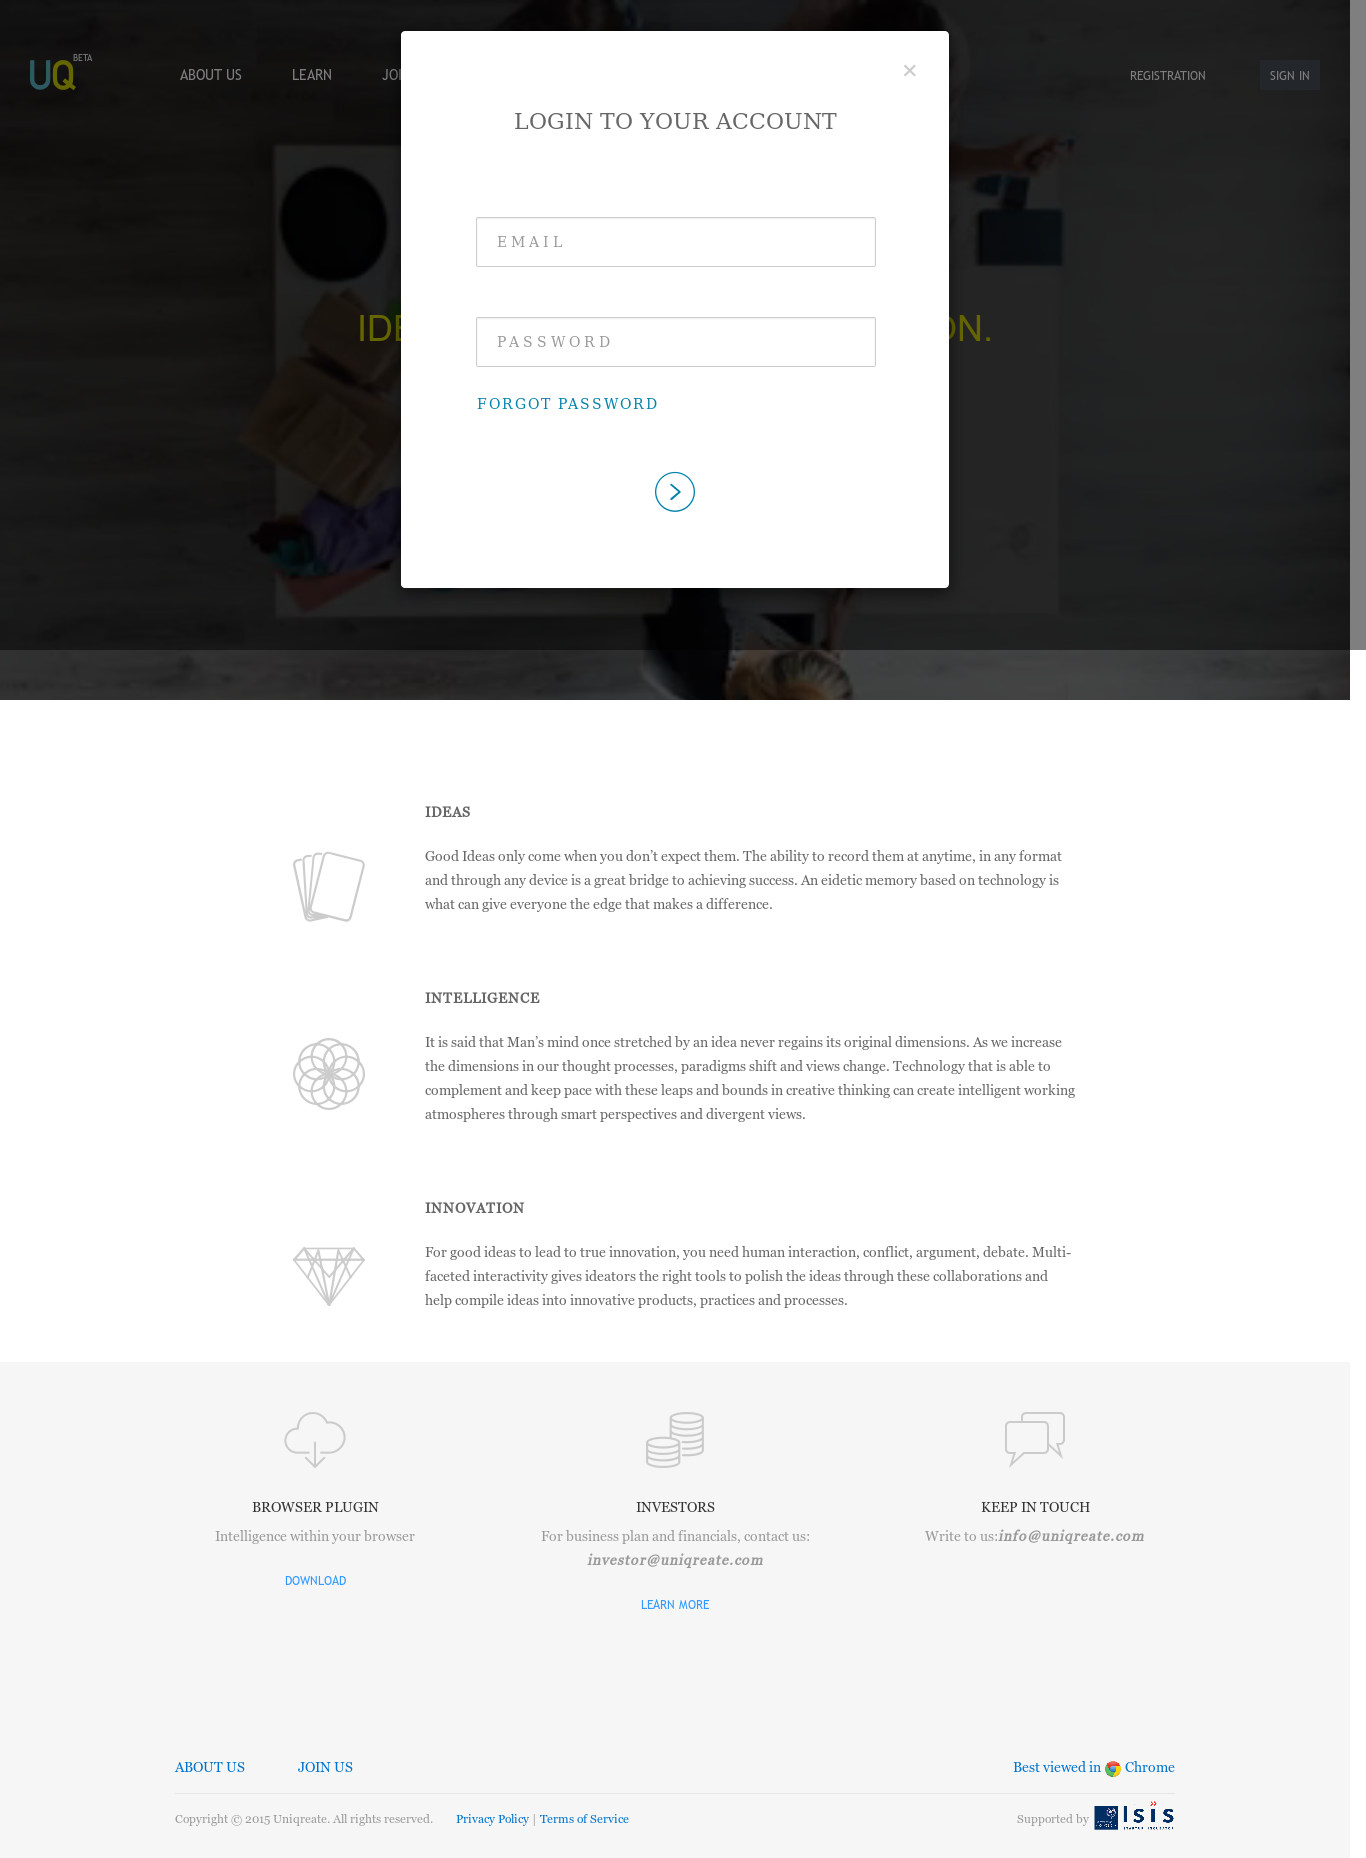 UQ BETA
ABOUT US
LEARN
REGISTRATION
SIGN IN
×
LOGIN TO YOUR ACCOUNT
EMAIL
PASSWORD
FORGOT PASSWORD
IDEAS
Good Ideas only come when you don’t expect them. The ability to record them at anytime, in any format
and through any device is a great bridge to achieving success. An eidetic memory based on technology is
what can give everyone the edge that makes a difference.
INTELLIGENCE
It is said that Man’s mind once stretched by an idea never regains its original dimensions. As we increase
the dimensions in our thought processes, paradigms shift and views change. Technology that is able to
complement and keep pace with these leaps and bounds in creative thinking can create intelligent working
atmospheres through smart perspectives and divergent views.
INNOVATION
For good ideas to lead to true innovation, you need human interaction, conflict, argument, debate. Multi-
faceted interactivity gives ideators the right tools to polish the ideas through these collaborations and
help compile ideas into innovative products, practices and processes.
BROWSER PLUGIN
Intelligence within your browser
DOWNLOAD
INVESTORS
For business plan and financials, contact us:
investor@uniqreate.com
LEARN MORE
KEEP IN TOUCH
Write to us:info@uniqreate.com
ABOUT US
JOIN US
Best viewed in Chrome
Copyright © 2015 Uniqreate. All rights reserved.
Privacy Policy | Terms of Service
Supported by isis